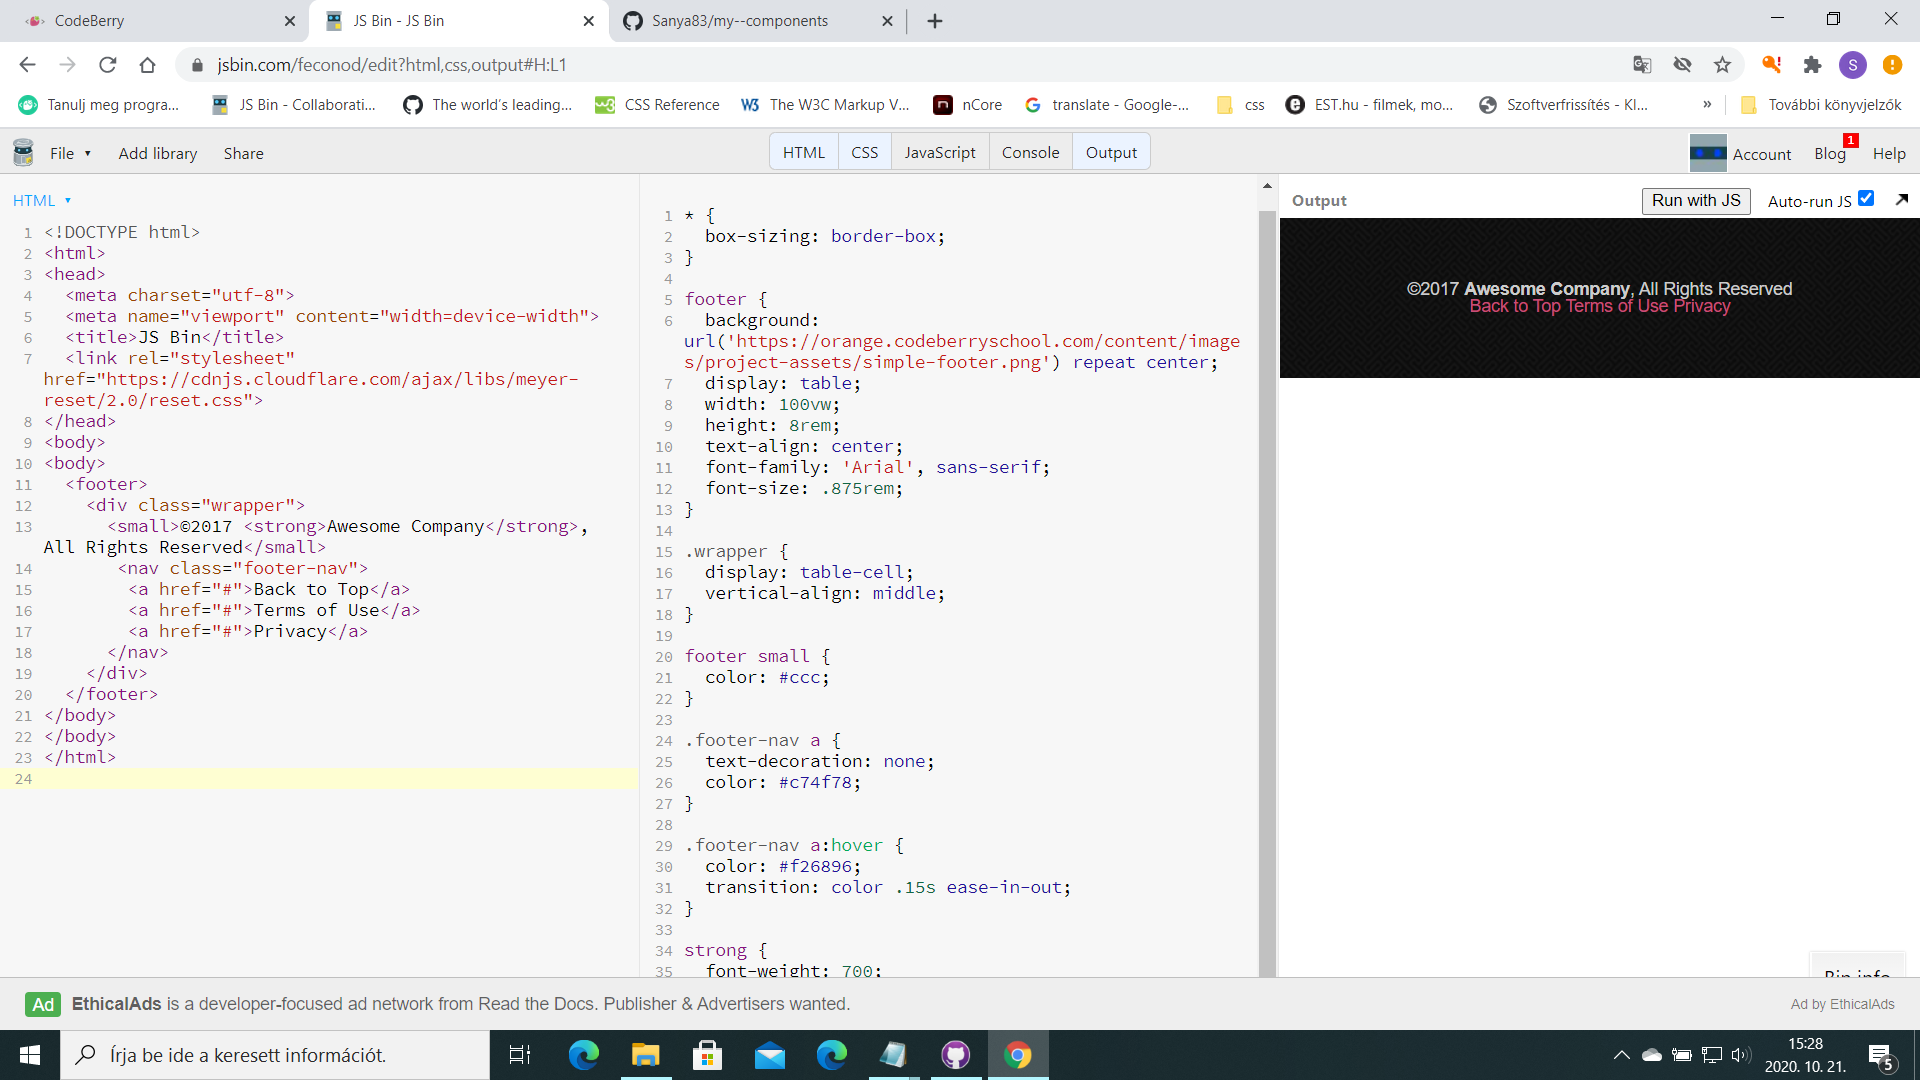 CodeBerry
JS Bin - JS Bin
Sanya83/my--components
jsbin.com/feconod/edit?html,css,output#H:L1
S
Tanulj meg progra...
JS Bin - Collaborati...
The world's leading...
CSS Reference
The W3C Markup V...
nCore
translate - Google-...
css
EST.hu - filmek, mo...
Szoftverfrissítés - Kl...
»
További könyvjelzők
File
Add library
Share
HTML
CSS
JavaScript
Console
Output
Account
Blog
1
Help
HTML
1 <!DOCTYPE html>
2 <html>
3 <head>
4 <meta charset="utf-8">
5 <meta name="viewport" content="width=device-width">
6 <title>JS Bin</title>
7 <link rel="stylesheet"
href="https://cdnjs.cloudflare.com/ajax/libs/meyer-
reset/2.0/reset.css">
8 </head>
9 <body>
10 <body>
11 <footer>
12 <div class="wrapper">
13 <small>©2017 <strong>Awesome Company</strong>,
All Rights Reserved</small>
14 <nav class="footer-nav">
15 <a href="#">Back to Top</a>
16 <a href="#">Terms of Use</a>
17 <a href="#">Privacy</a>
18 </nav>
19 </div>
20 </footer>
21 </body>
22 </body>
23 </html>
24
1 * {
2 box-sizing: border-box;
3 }
4
5 footer {
6 background:
url('https://orange.codeberryschool.com/content/image
s/project-assets/simple-footer.png') repeat center;
7 display: table;
8 width: 100vw;
9 height: 8rem;
10 text-align: center;
11 font-family: 'Arial', sans-serif;
12 font-size: .875rem;
13 }
14
15 .wrapper {
16 display: table-cell;
17 vertical-align: middle;
18 }
19
20 footer small {
21 color: #ccc;
22 }
23
24 .footer-nav a {
25 text-decoration: none;
26 color: #c74f78;
27 }
28
29 .footer-nav a:hover {
30 color: #f26896;
31 transition: color .15s ease-in-out;
32 }
33
34 strong {
35 font-weight: 700;
Output
Run with JS
Auto-run JS
©2017 Awesome Company, All Rights Reserved
Back to Top Terms of Use Privacy
Bin info
Ad EthicalAds is a developer-focused ad network from Read the Docs. Publisher & Advertisers wanted.
Ad by EthicalAds
Írja be ide a keresett információt.
15:28
2020. 10. 21.
5